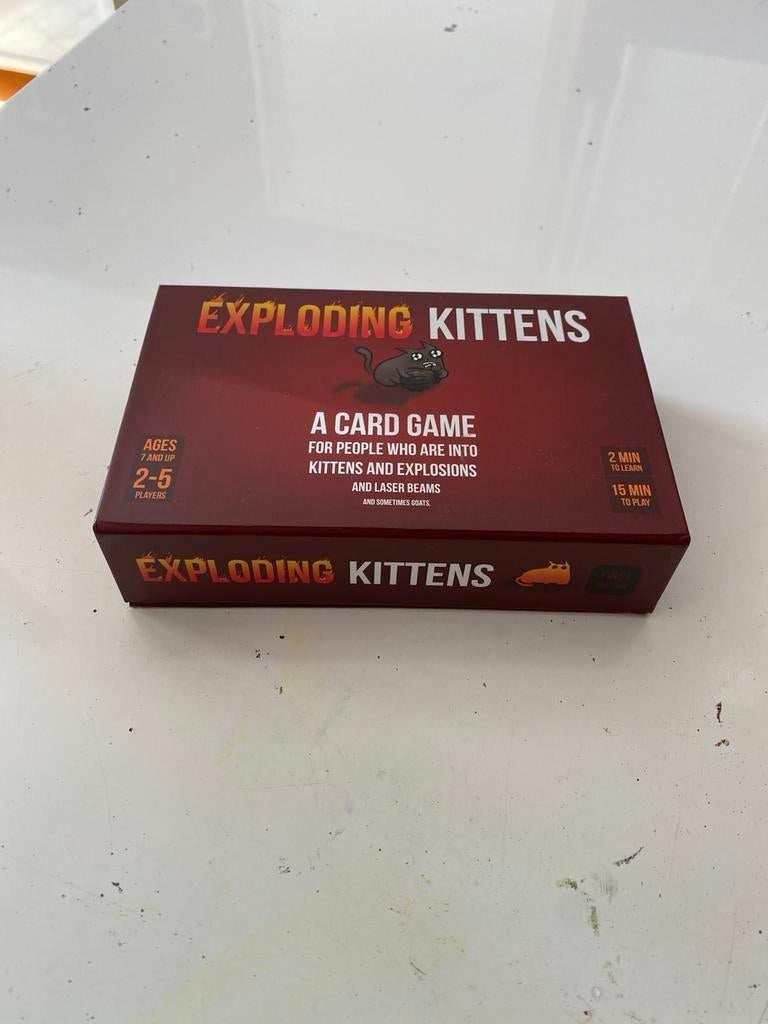 EXPLODING KITTENS
A CARD GAME
FOR PEOPLE WHO ARE INTO
KITTENS AND EXPLOSIONS
AND LASER BEAMS
AND SOMETIMES GOATS.
AGES
7 AND UP
2-5
PLAYERS
2 MIN
TO LEARN
15 MIN
TO PLAY
EXPLODING KITTENS
FIRST